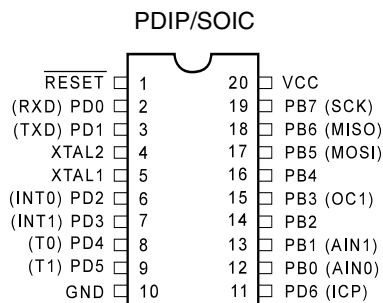 PDIP/SOIC
RESET 1 20 VCC
(RXD) PD0 2 19 PB7 (SCK)
(TXD) PD1 3 18 PB6 (MISO)
XTAL2 4 17 PB5 (MOSI)
XTAL1 5 16 PB4
(INT0) PD2 6 15 PB3 (OC1)
(INT1) PD3 7 14 PB2
(T0) PD4 8 13 PB1 (AIN1)
(T1) PD5 9 12 PB0 (AIN0)
GND 10 11 PD6 (ICP)